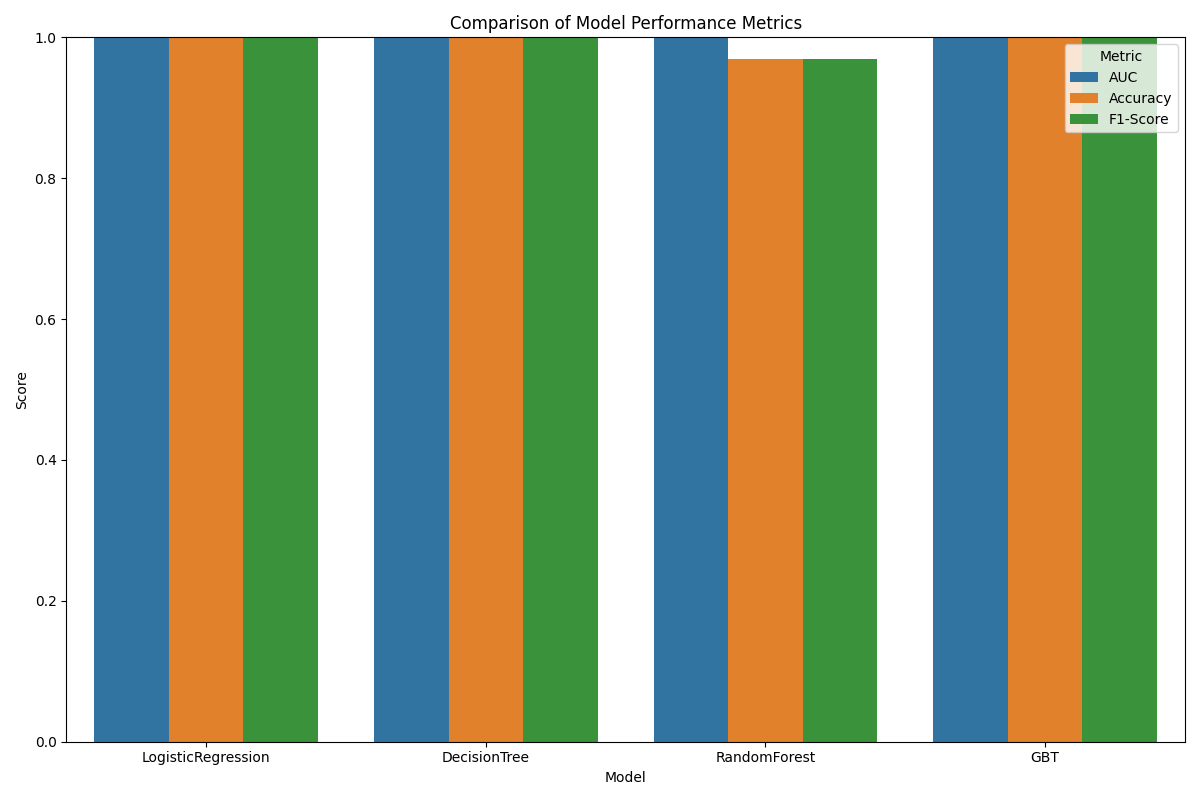 Comparison of Model Performance Metrics
1.0
0.8
0.6
0.4
0.2
0.0
Score
Metric
AUC
Accuracy
F1-Score
LogisticRegression
DecisionTree
RandomForest
GBT
Model